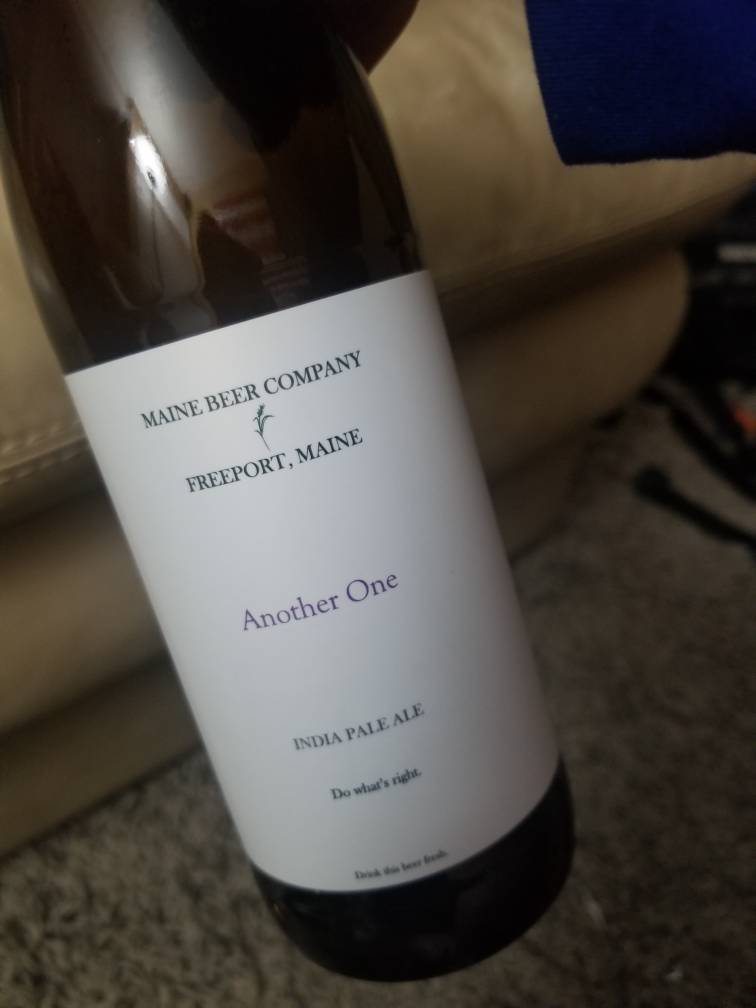 MAINE BEER COMPANY
FREEPORT, MAINE
Another One
INDIA PALE ALE
Do what's right.
Drink this beer fresh.